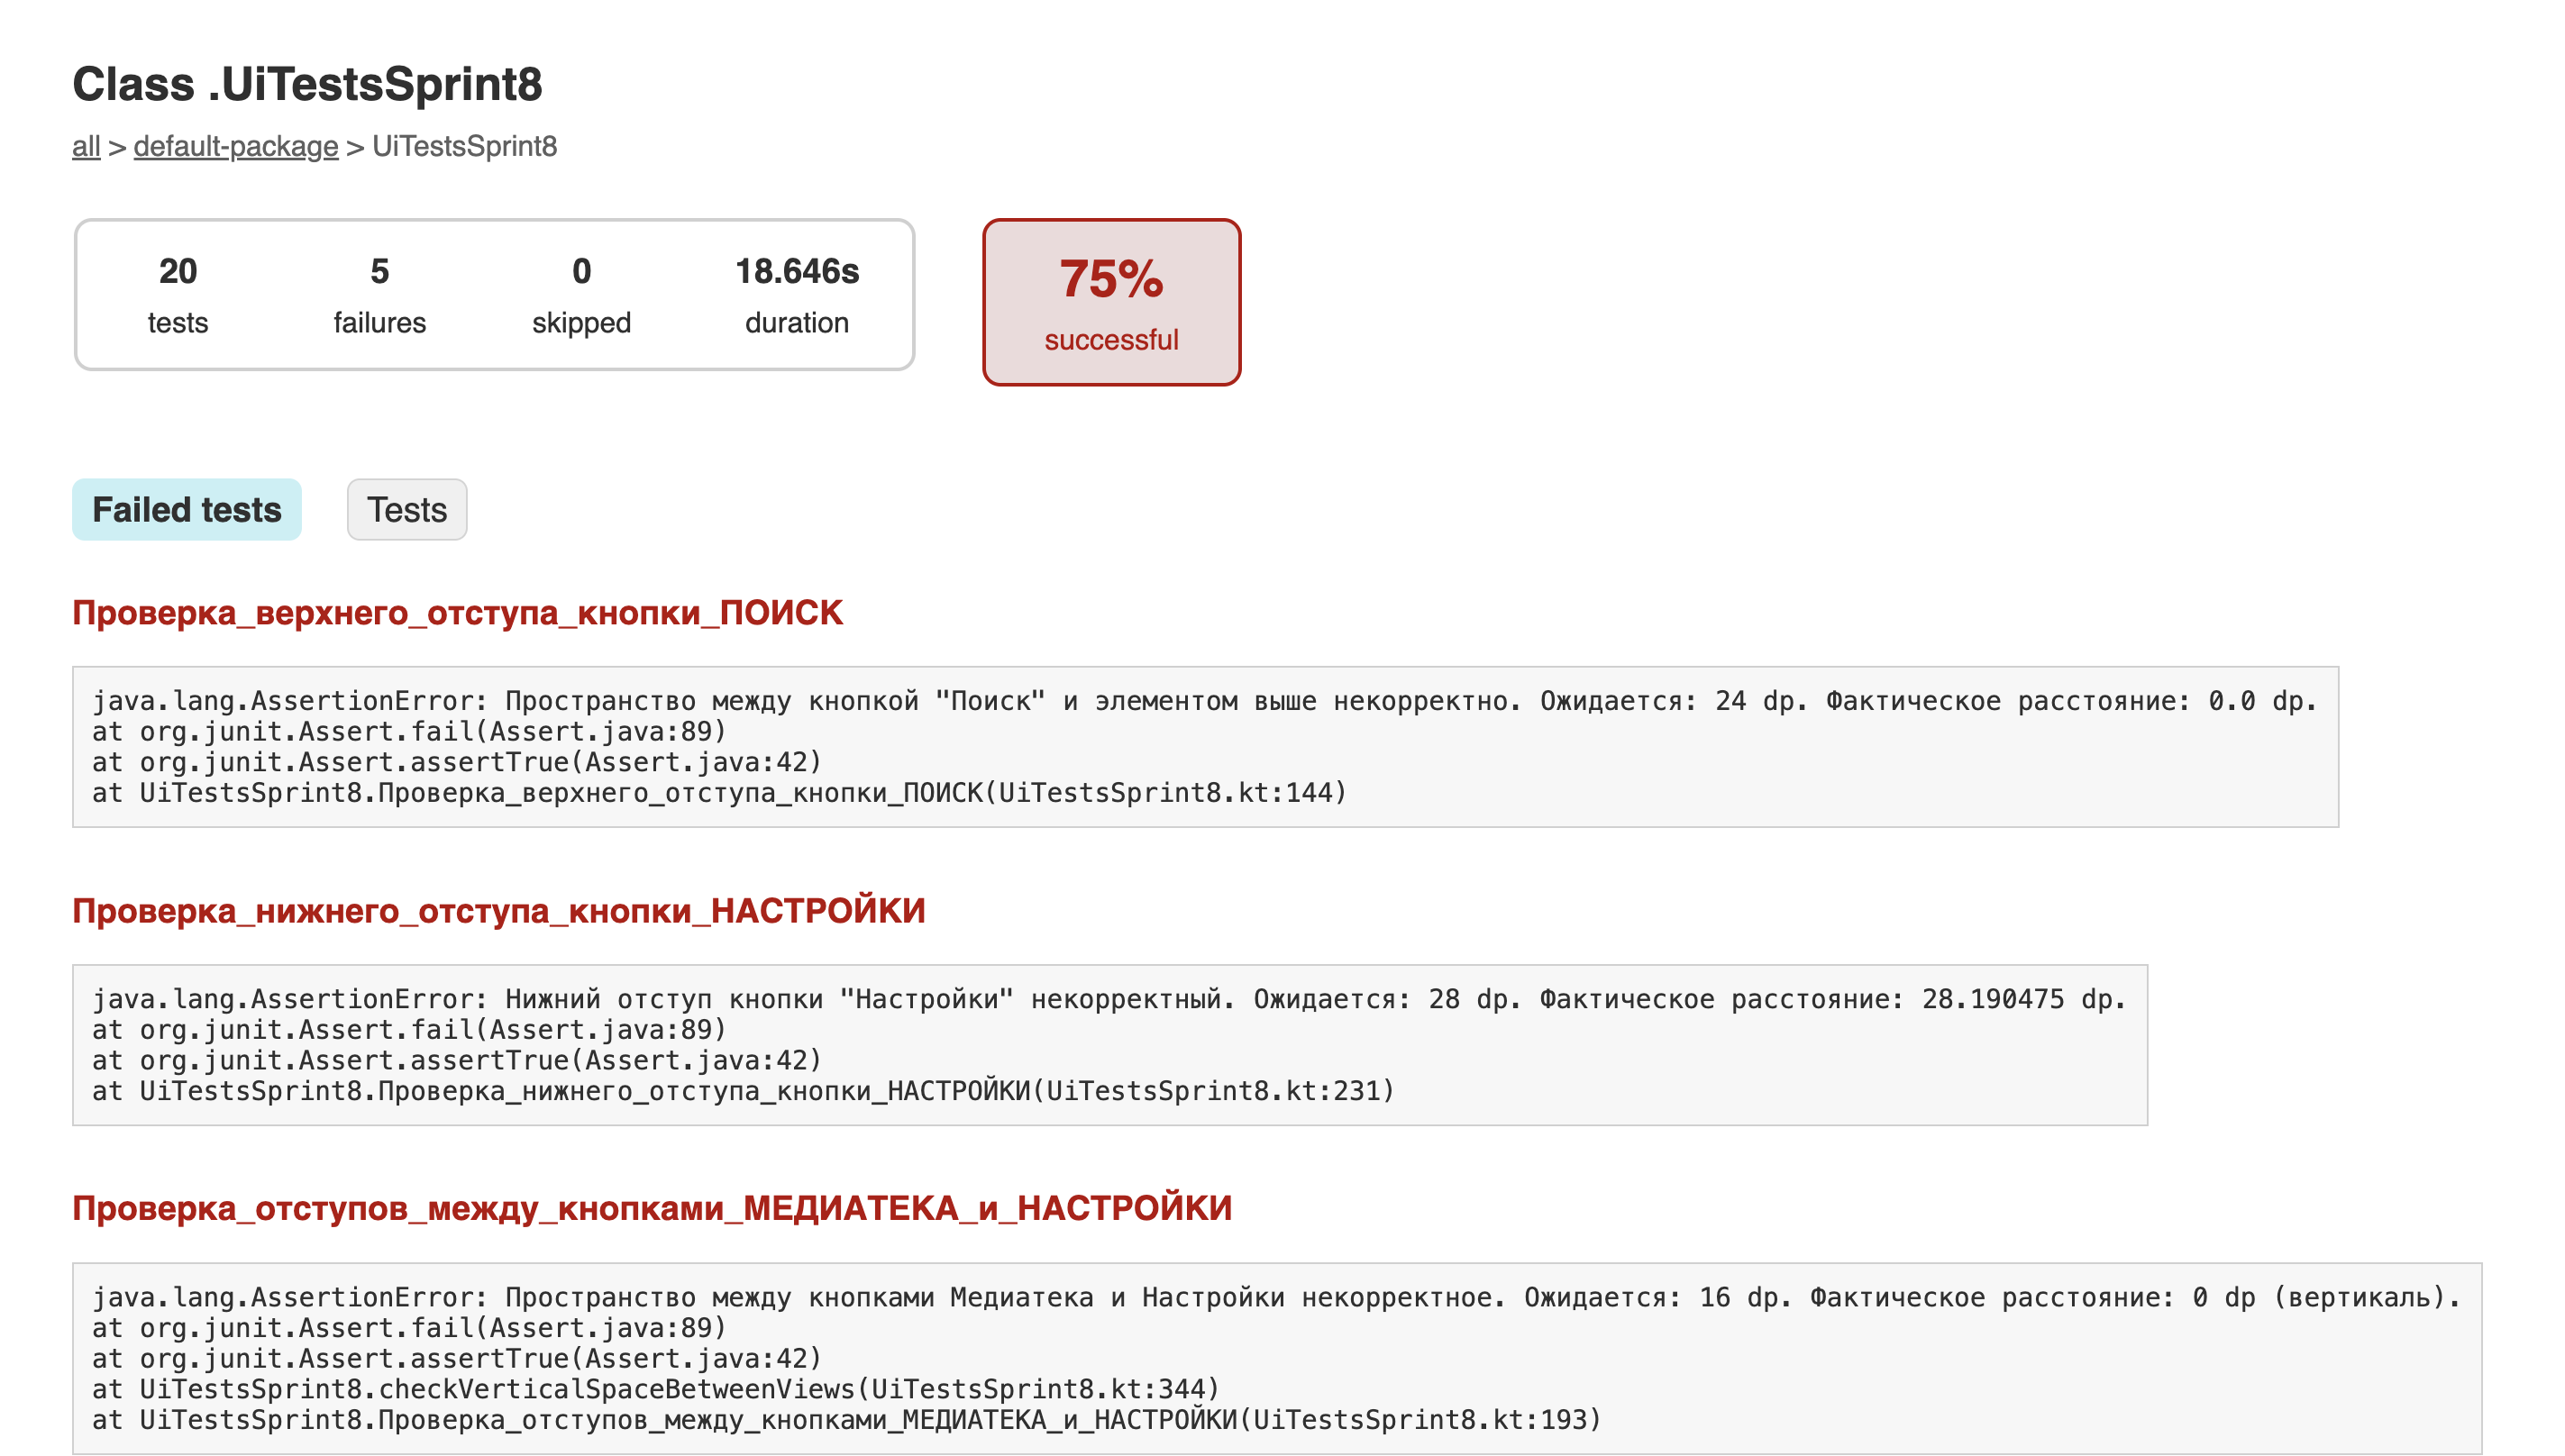 Class .UiTestsSprint8
all > default-package > UiTestsSprint8
20 5 0 18.646s
tests failures skipped duration
75%
successful
Failed tests Tests
Проверка_верхнего_отступа_кнопки_ПОИСК
java.lang.AssertionError: Пространство между кнопкой "Поиск" и элементом выше некорректно. Ожидается: 24 dp. Фактическое расстояние: 0.0 dp.
at org.junit.Assert.fail(Assert.java:89)
at org.junit.Assert.assertTrue(Assert.java:42)
at UiTestsSprint8.Проверка_верхнего_отступа_кнопки_ПОИСК(UiTestsSprint8.kt:144)
Проверка_нижнего_отступа_кнопки_НАСТРОЙКИ
java.lang.AssertionError: Нижний отступ кнопки "Настройки" некорректный. Ожидается: 28 dp. Фактическое расстояние: 28.190475 dp.
at org.junit.Assert.fail(Assert.java:89)
at org.junit.Assert.assertTrue(Assert.java:42)
at UiTestsSprint8.Проверка_нижнего_отступа_кнопки_НАСТРОЙКИ(UiTestsSprint8.kt:231)
Проверка_отступов_между_кнопками_МЕДИАТЕКА_и_НАСТРОЙКИ
java.lang.AssertionError: Пространство между кнопками Медиатека и Настройки некорректное. Ожидается: 16 dp. Фактическое расстояние: 0 dp (вертикаль).
at org.junit.Assert.fail(Assert.java:89)
at org.junit.Assert.assertTrue(Assert.java:42)
at UiTestsSprint8.checkVerticalSpaceBetweenViews(UiTestsSprint8.kt:344)
at UiTestsSprint8.Проверка_отступов_между_кнопками_МЕДИАТЕКА_и_НАСТРОЙКИ(UiTestsSprint8.kt:193)